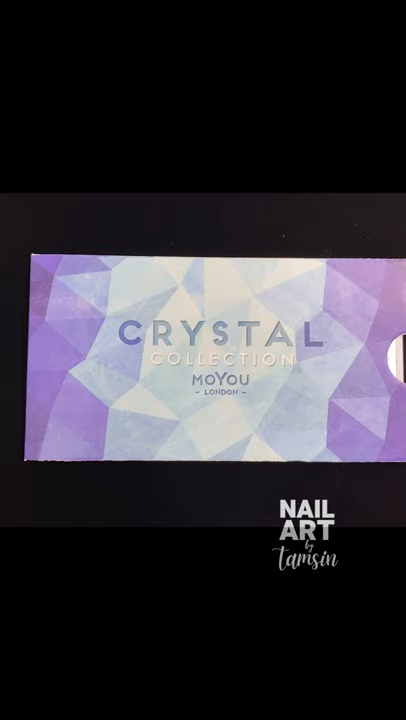 CRYSTAL
COLLECTION
MOYOU
- LONDON -
NAIL
ART
by
tamsin